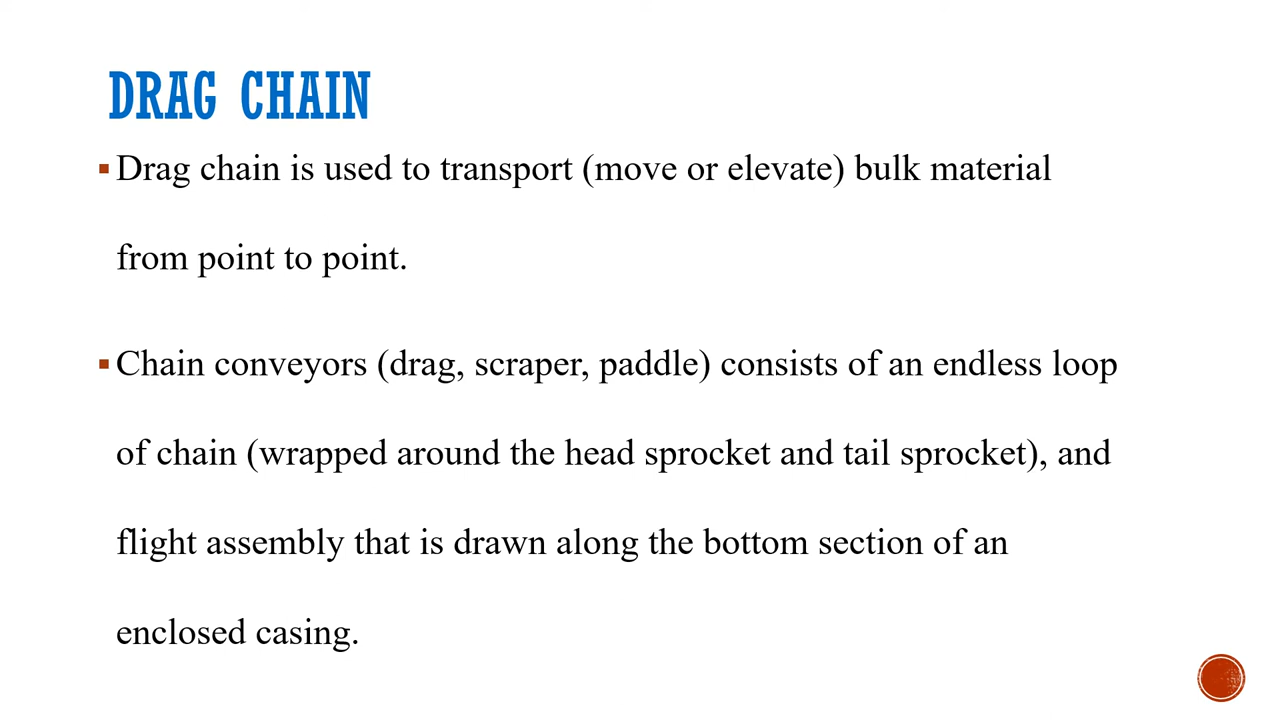 DRAG CHAIN
▪Drag chain is used to transport (move or elevate) bulk material
from point to point.
▪Chain conveyors (drag, scraper, paddle) consists of an endless loop
of chain (wrapped around the head sprocket and tail sprocket), and
flight assembly that is drawn along the bottom section of an
enclosed casing.